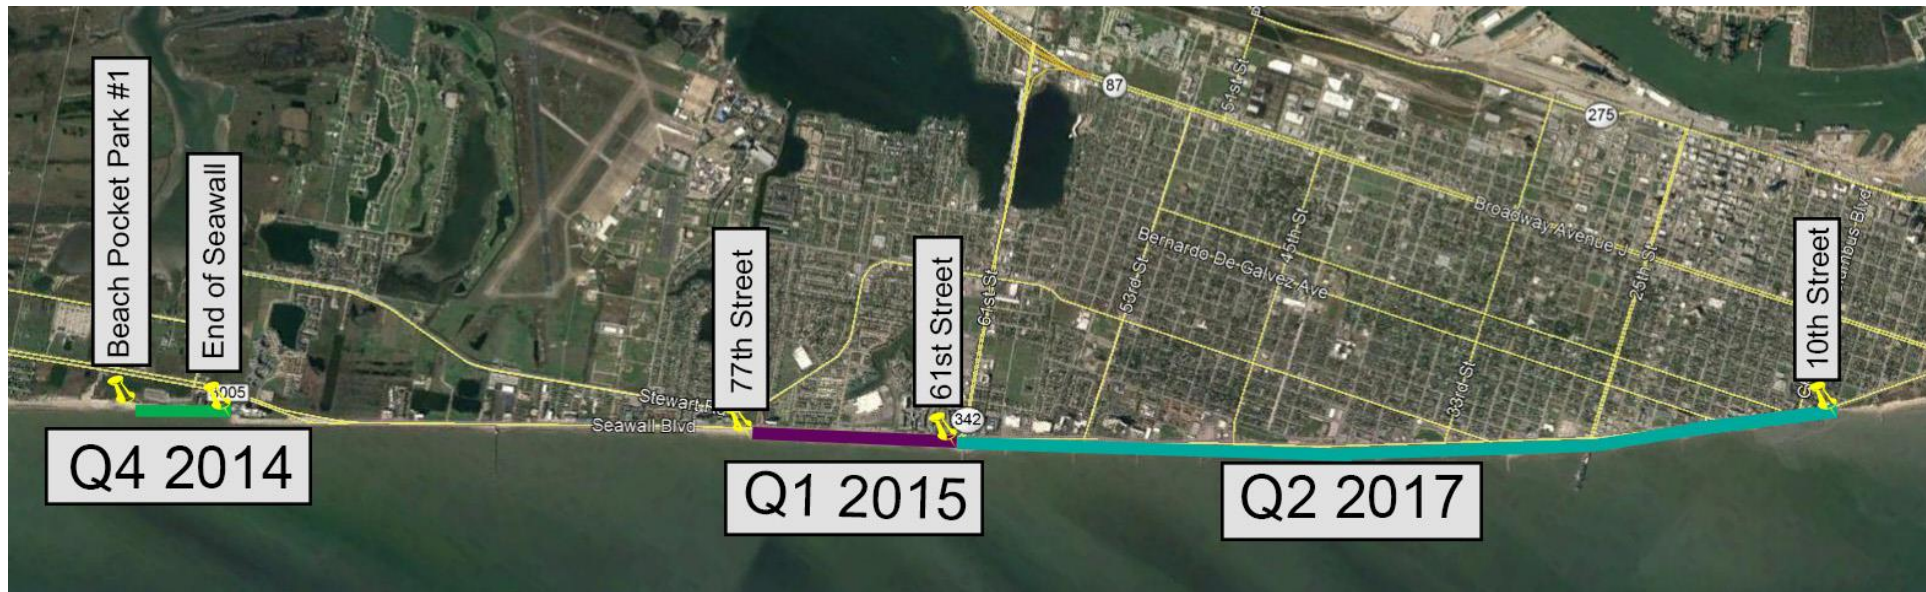 Beach Pocket Park #1
End of Seawall
77th Street
61st Street
10th Street
87
275
51st St
Broadway Avenue J
Bernardo De Galvez Ave
45th St
53rd St
61st St
33rd St
25th St
342
Stewart
Seawall Blvd
Q4 2014
Q1 2015
Q2 2017